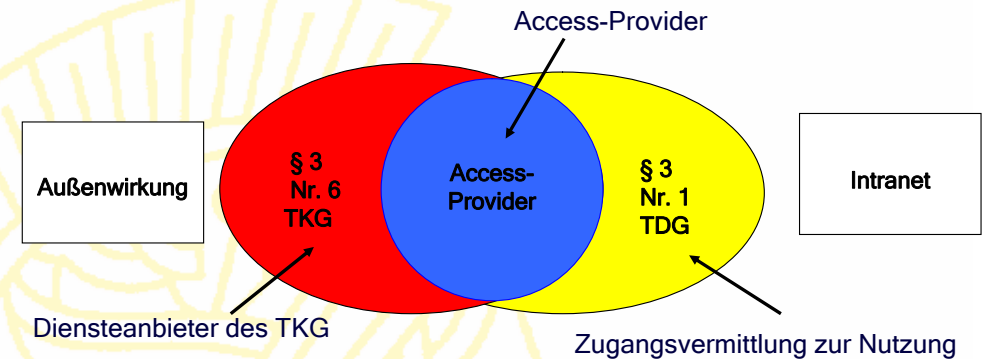 Access-Provider
Außenwirkung
§ 3
Nr. 6
TKG
Access-
Provider
§ 3
Nr. 1
TDG
Intranet
Diensteanbieter des TKG
Zugangsvermittlung zur Nutzung